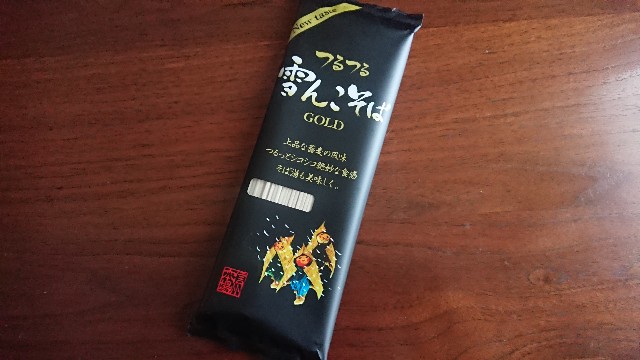 New taste
つるつる
雪んこそば
GOLD
上品な蕎麦の風味
つるっとシコシコ絶妙な食感
そば湯も美味しく。